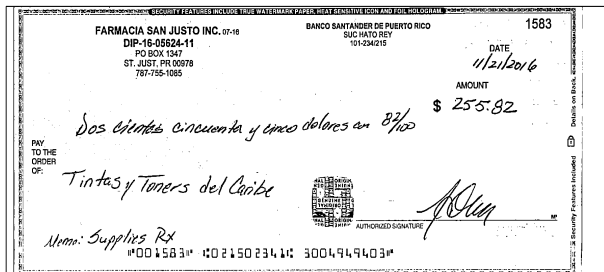 SECURITY FEATURES INCLUDE TRUE WATERMARK PAPER, HEAT SENSITIVE ICON AND FOIL HOLOGRAM.
1583
FARMACIA SAN JUSTO INC. 07-16
DIP-16-05624-11
PO BOX 1347
ST. JUST, PR 00978
787-755-1065
BANCO SANTANDER DE PUERTO RICO
SUC HATO REY
101-234/215
DATE
11/21/2016
AMOUNT
$ 255.82
Dos cientos cincuenta y cinco dolares con 82/100
PAY
TO THE
ORDER
OF:
Tintas y Toners del Caribe
AUTHORIZED SIGNATURE
MP
Memo: Supplies Rx
⑈001583⑈ ⑆021502341⑆ 3004949403⑈
Security Features Included
Details on Back.